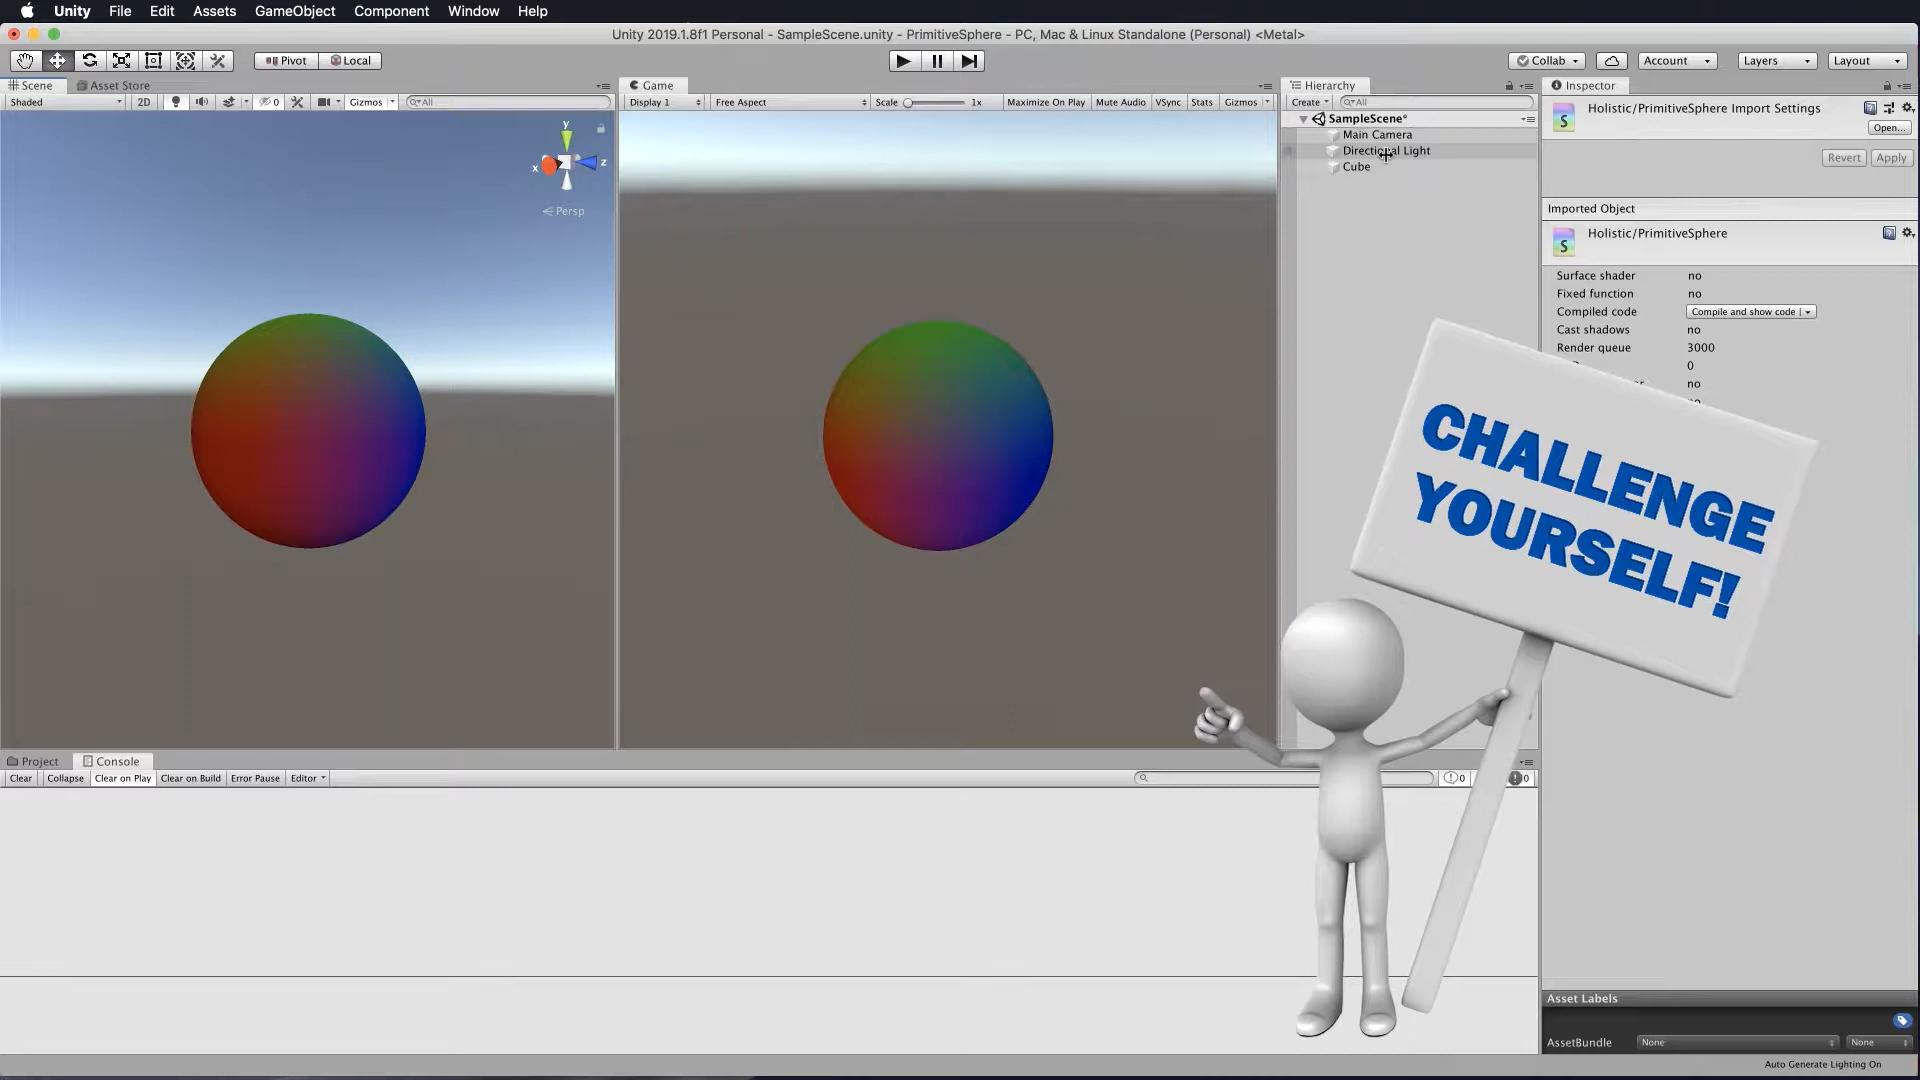 Unity File Edit Assets GameObject Component Window Help
Unity 2019.1.8f1 Personal - SampleScene.unity - PrimitiveSphere - PC, Mac & Linux Standalone (Personal) <Metal>
Pivot Local Collab Account Layers Layout
Scene Asset Store Game Hierarchy Inspector
Shaded 2D 0 Gizmos All Display 1 Free Aspect Scale 1x Maximize On Play Mute Audio VSync Stats Gizmos Create All
Holistic/PrimitiveSphere Import Settings
Open...
SampleScene*
Main Camera
Directional Light
Cube
Revert Apply
y
x
z
Persp
Imported Object
Holistic/PrimitiveSphere
Surface shader no
Fixed function no
Compiled code Compile and show code
Cast shadows no
Render queue 3000
0
no
no
CHALLENGE
YOURSELF!
Project Console
Clear Collapse Clear on Play Clear on Build Error Pause Editor 0 0
Asset Labels
AssetBundle None None
Auto Generate Lighting On